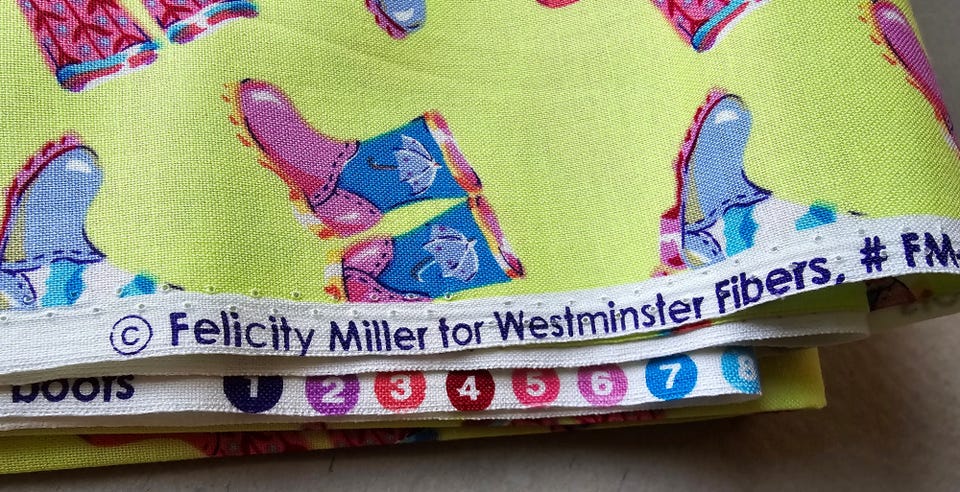 © Felicity Miller for Westminster Fibers, # FM
boots 1 2 3 4 5 6 7 8